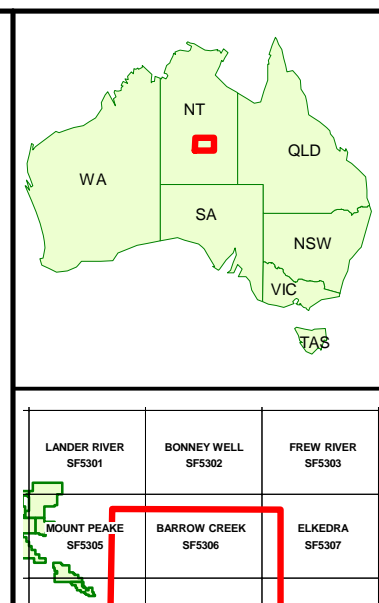 NT
QLD
WA
SA
NSW
VIC
TAS
LANDER RIVER
SF5301
BONNEY WELL
SF5302
FREW RIVER
SF5303
MOUNT PEAKE
SF5305
BARROW CREEK
SF5306
ELKEDRA
SF5307